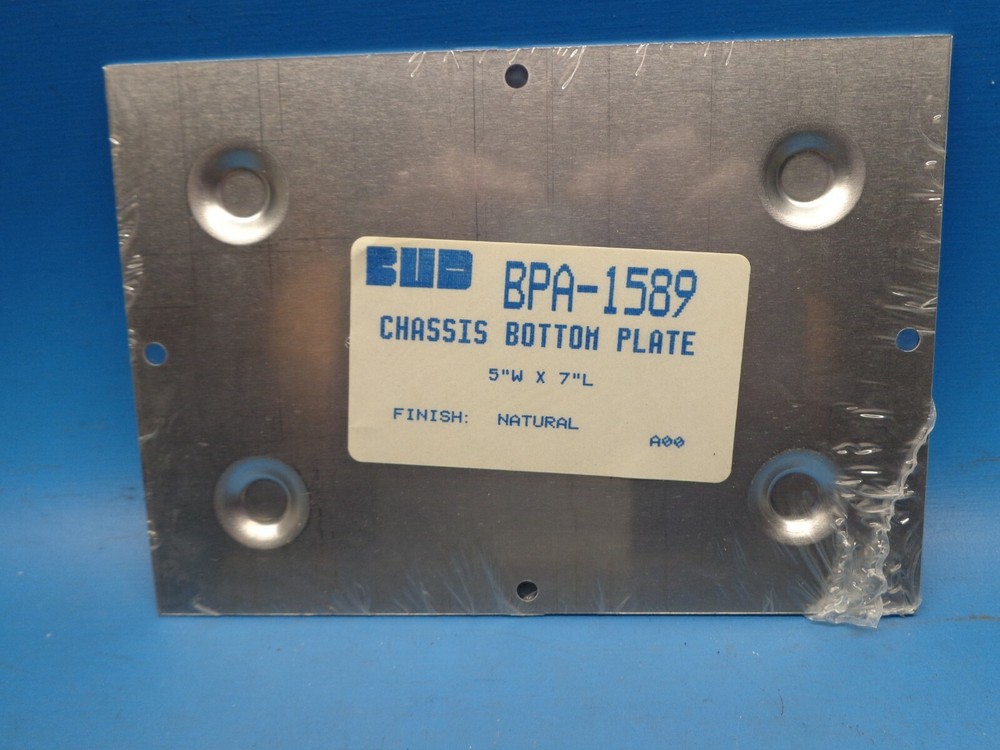 BUD BPA-1589
CHASSIS BOTTOM PLATE
5"W X 7"L
FINISH: NATURAL
A00